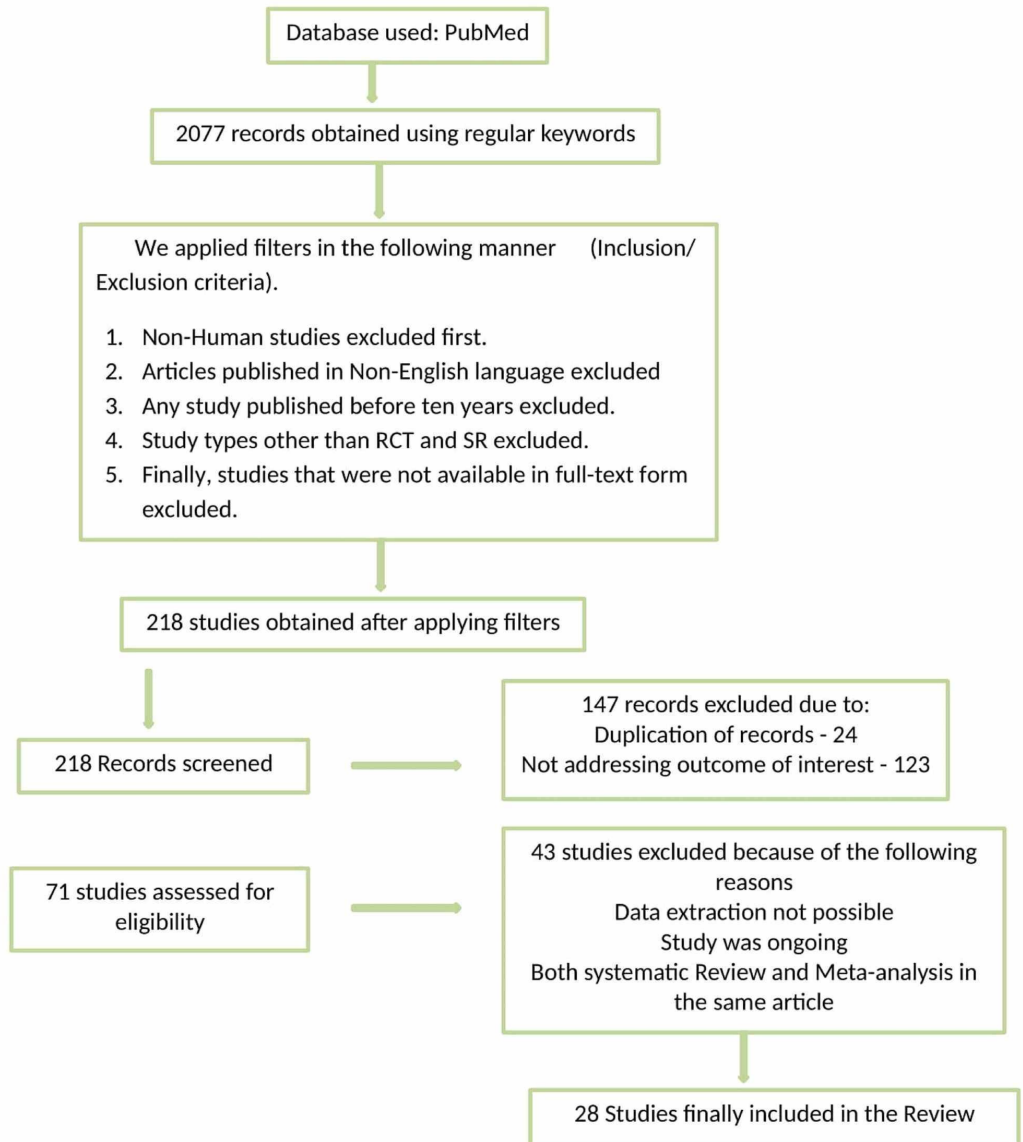 Database used: PubMed
2077 records obtained using regular keywords
We applied filters in the following manner (Inclusion/
Exclusion criteria).
1. Non-Human studies excluded first.
2. Articles published in Non-English language excluded
3. Any study published before ten years excluded.
4. Study types other than RCT and SR excluded.
5. Finally, studies that were not available in full-text form
excluded.
218 studies obtained after applying filters
218 Records screened
147 records excluded due to:
Duplication of records - 24
Not addressing outcome of interest - 123
71 studies assessed for
eligibility
43 studies excluded because of the following
reasons
Data extraction not possible
Study was ongoing
Both systematic Review and Meta-analysis in
the same article
28 Studies finally included in the Review